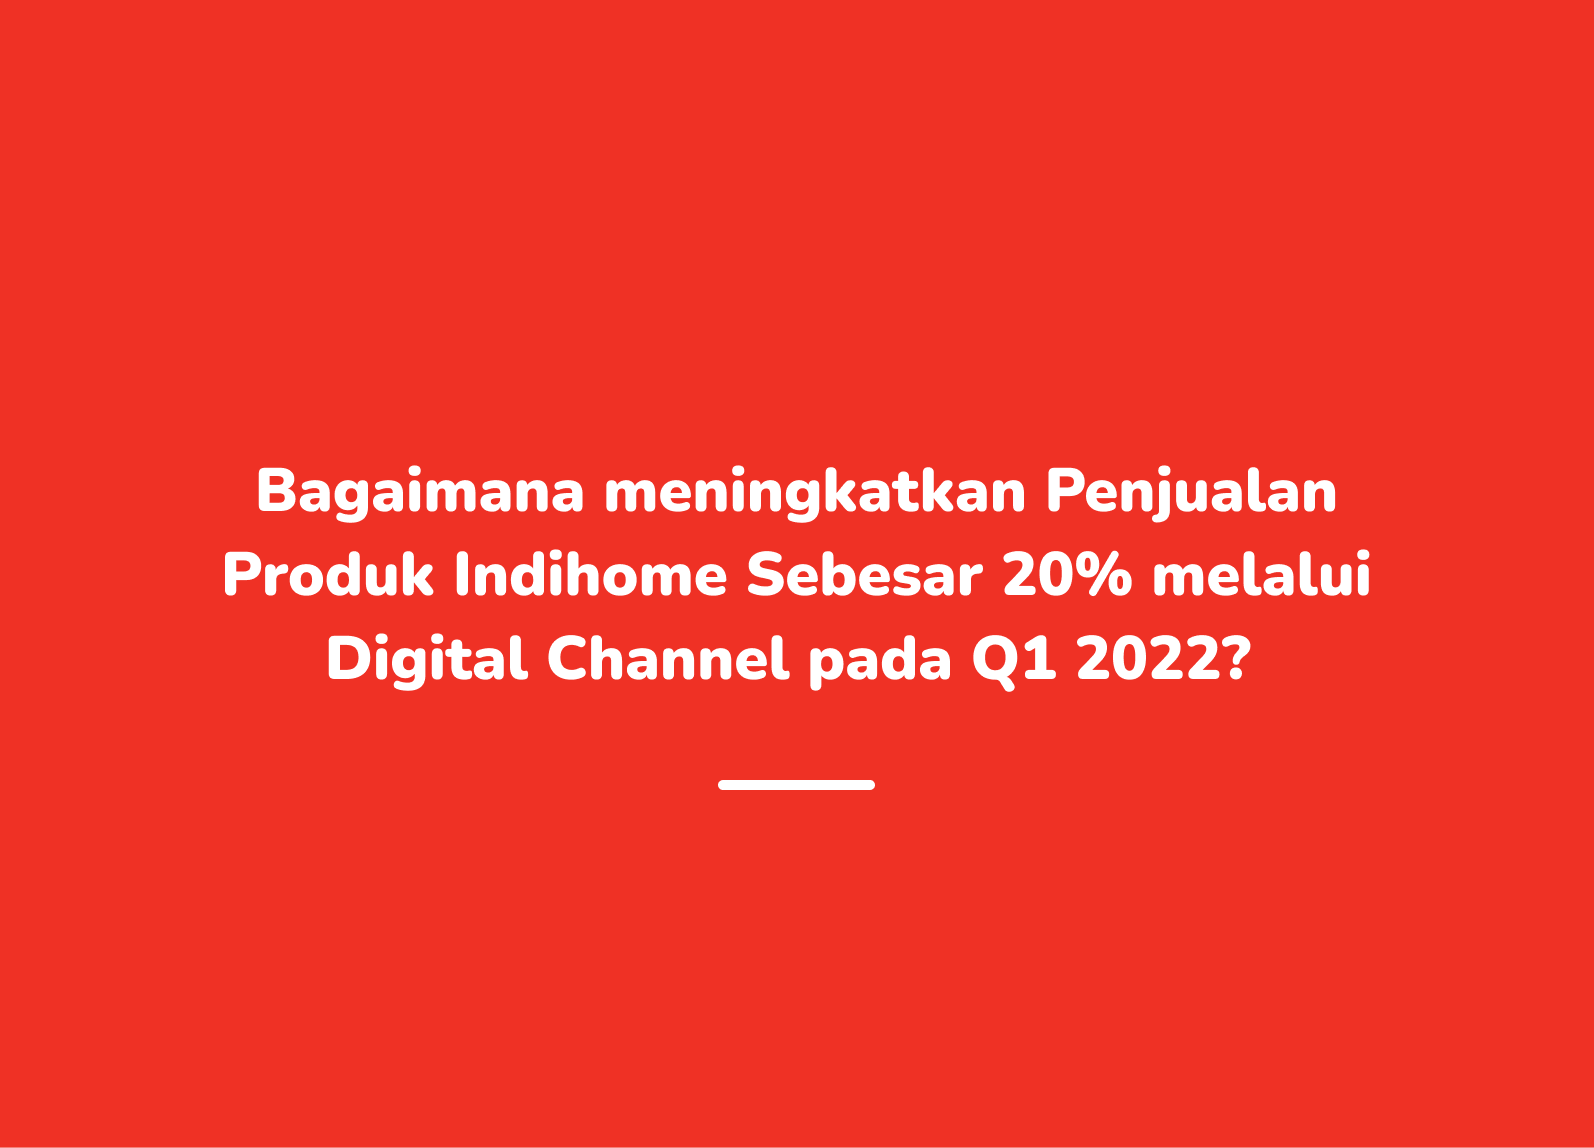 Bagaimana meningkatkan Penjualan
Produk Indihome Sebesar 20% melalui
Digital Channel pada Q1 2022?